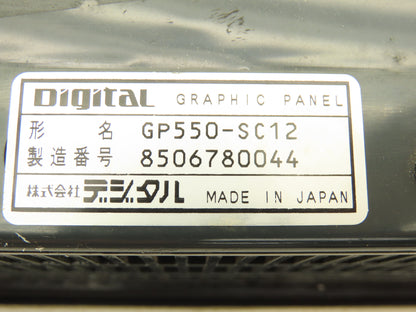 Digital GRAPHIC PANEL
形 名 GP550-SC12
製造番号 8506780044
株式会社 デジタル MADE IN JAPAN